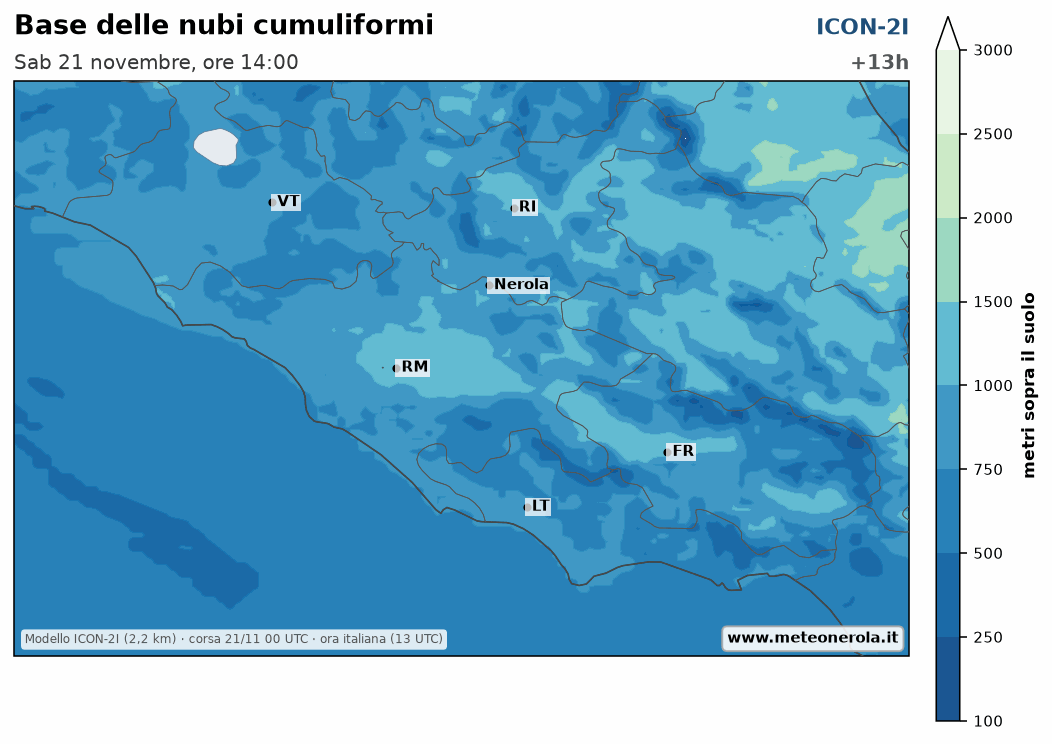 Base delle nubi cumuliformi
ICON-2I
Sab 21 novembre, ore 14:00
+13h
VT
RI
Nerola
RM
FR
LT
3000
2500
2000
1500
1000
750
500
250
100
metri sopra il suolo
Modello ICON-2I (2,2 km) · corsa 21/11 00 UTC · ora italiana (13 UTC)
www.meteonerola.it